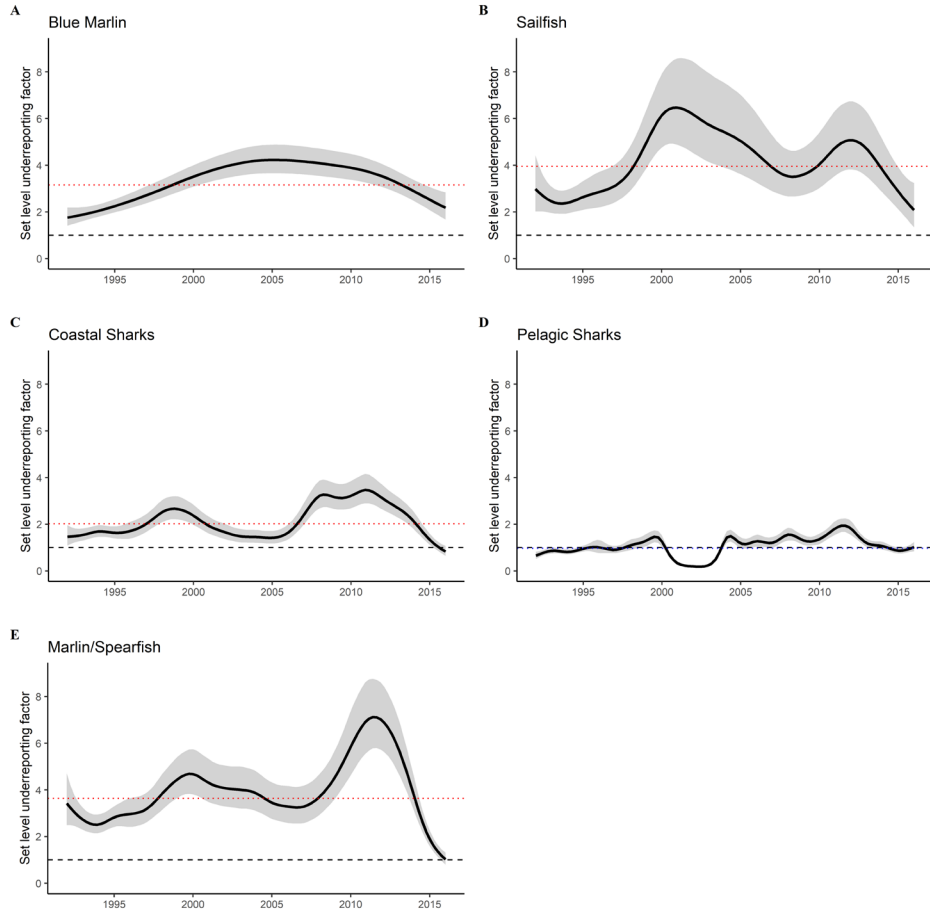 A
Blue Marlin
Set level underreporting factor
8
6
4
2
0
1995 2000 2005 2010 2015
B
Sailfish
Set level underreporting factor
8
6
4
2
0
1995 2000 2005 2010 2015
C
Coastal Sharks
Set level underreporting factor
8
6
4
2
0
1995 2000 2005 2010 2015
D
Pelagic Sharks
Set level underreporting factor
8
6
4
2
0
1995 2000 2005 2010 2015
E
Marlin/Spearfish
Set level underreporting factor
8
6
4
2
0
1995 2000 2005 2010 2015